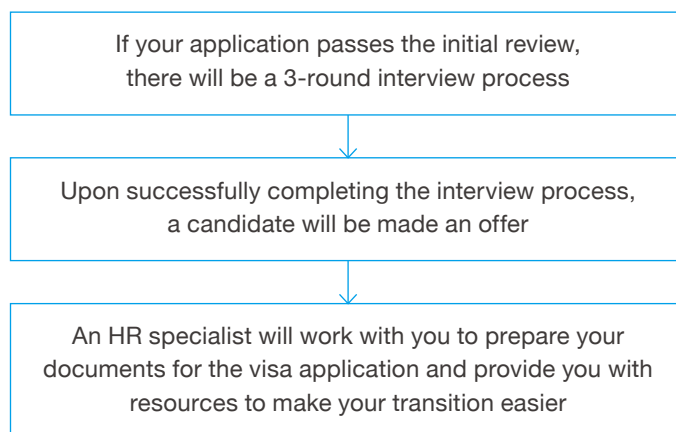 If your application passes the initial review,
there will be a 3-round interview process
Upon successfully completing the interview process,
a candidate will be made an offer
An HR specialist will work with you to prepare your
documents for the visa application and provide you with
resources to make your transition easier